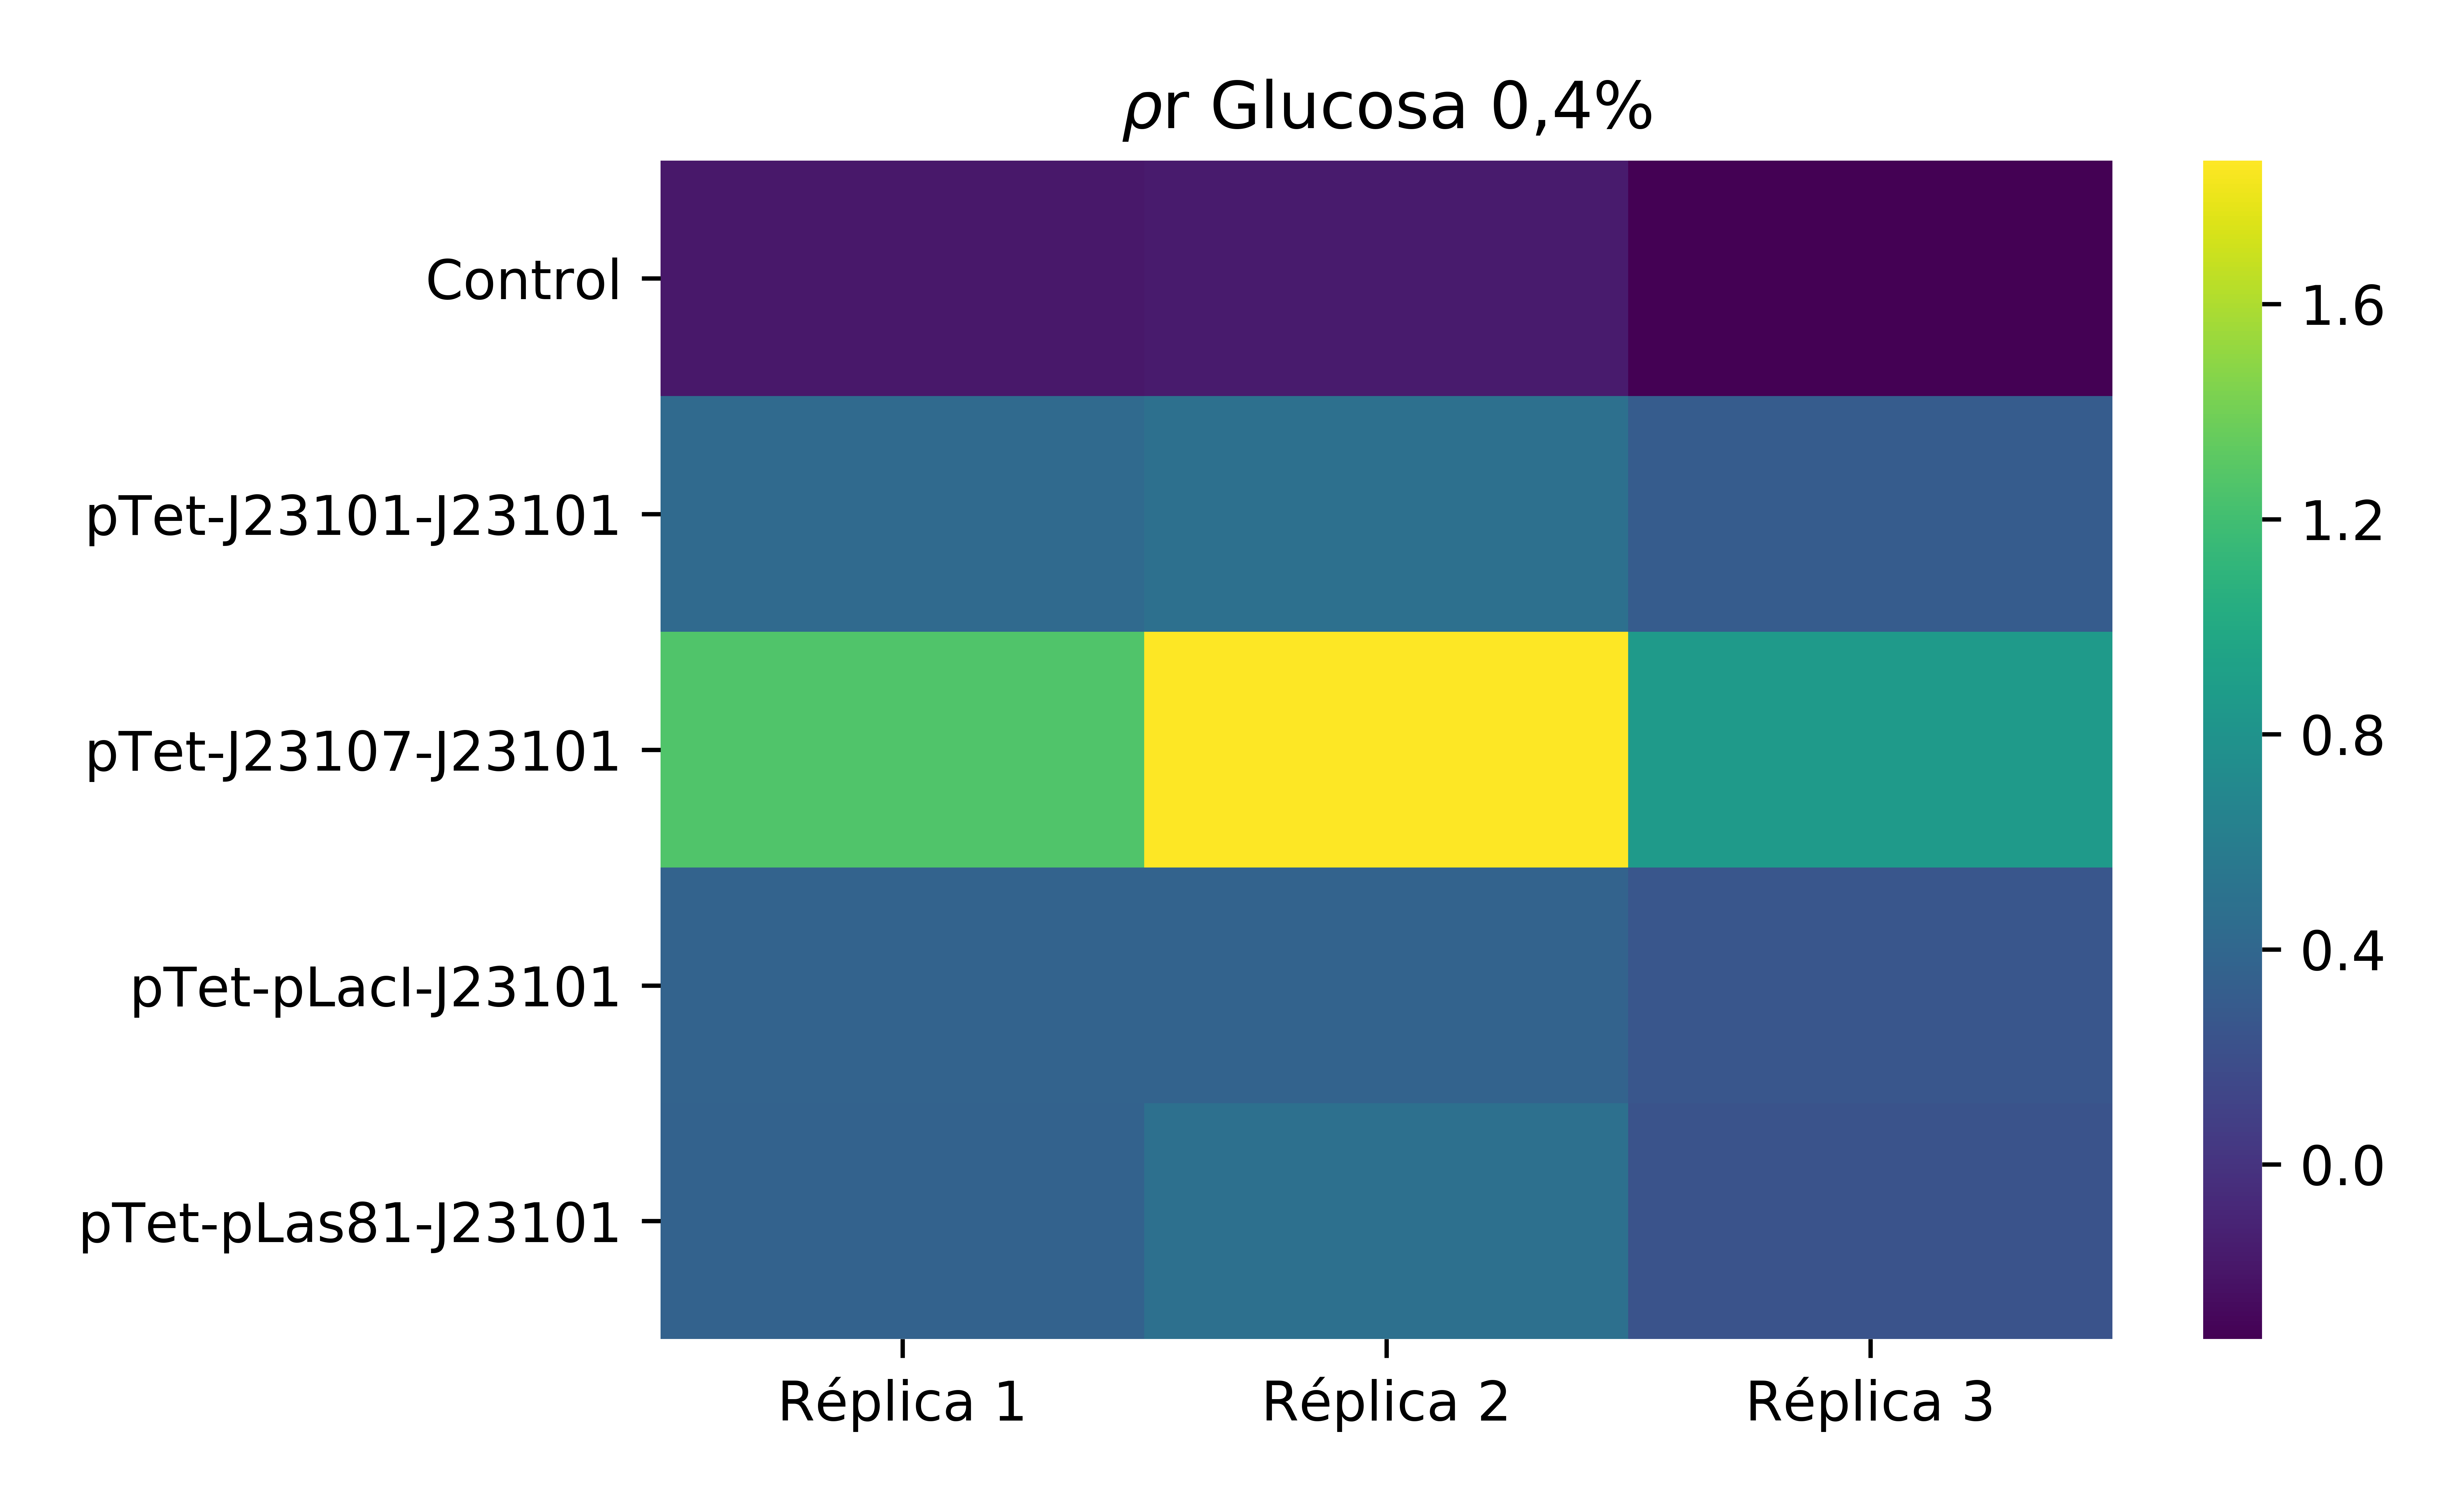 ρr Glucosa 0,4%
Control
pTet-J23101-J23101
pTet-J23107-J23101
pTet-pLacI-J23101
pTet-pLas81-J23101
Réplica 1
Réplica 2
Réplica 3
1.6
1.2
0.8
0.4
0.0